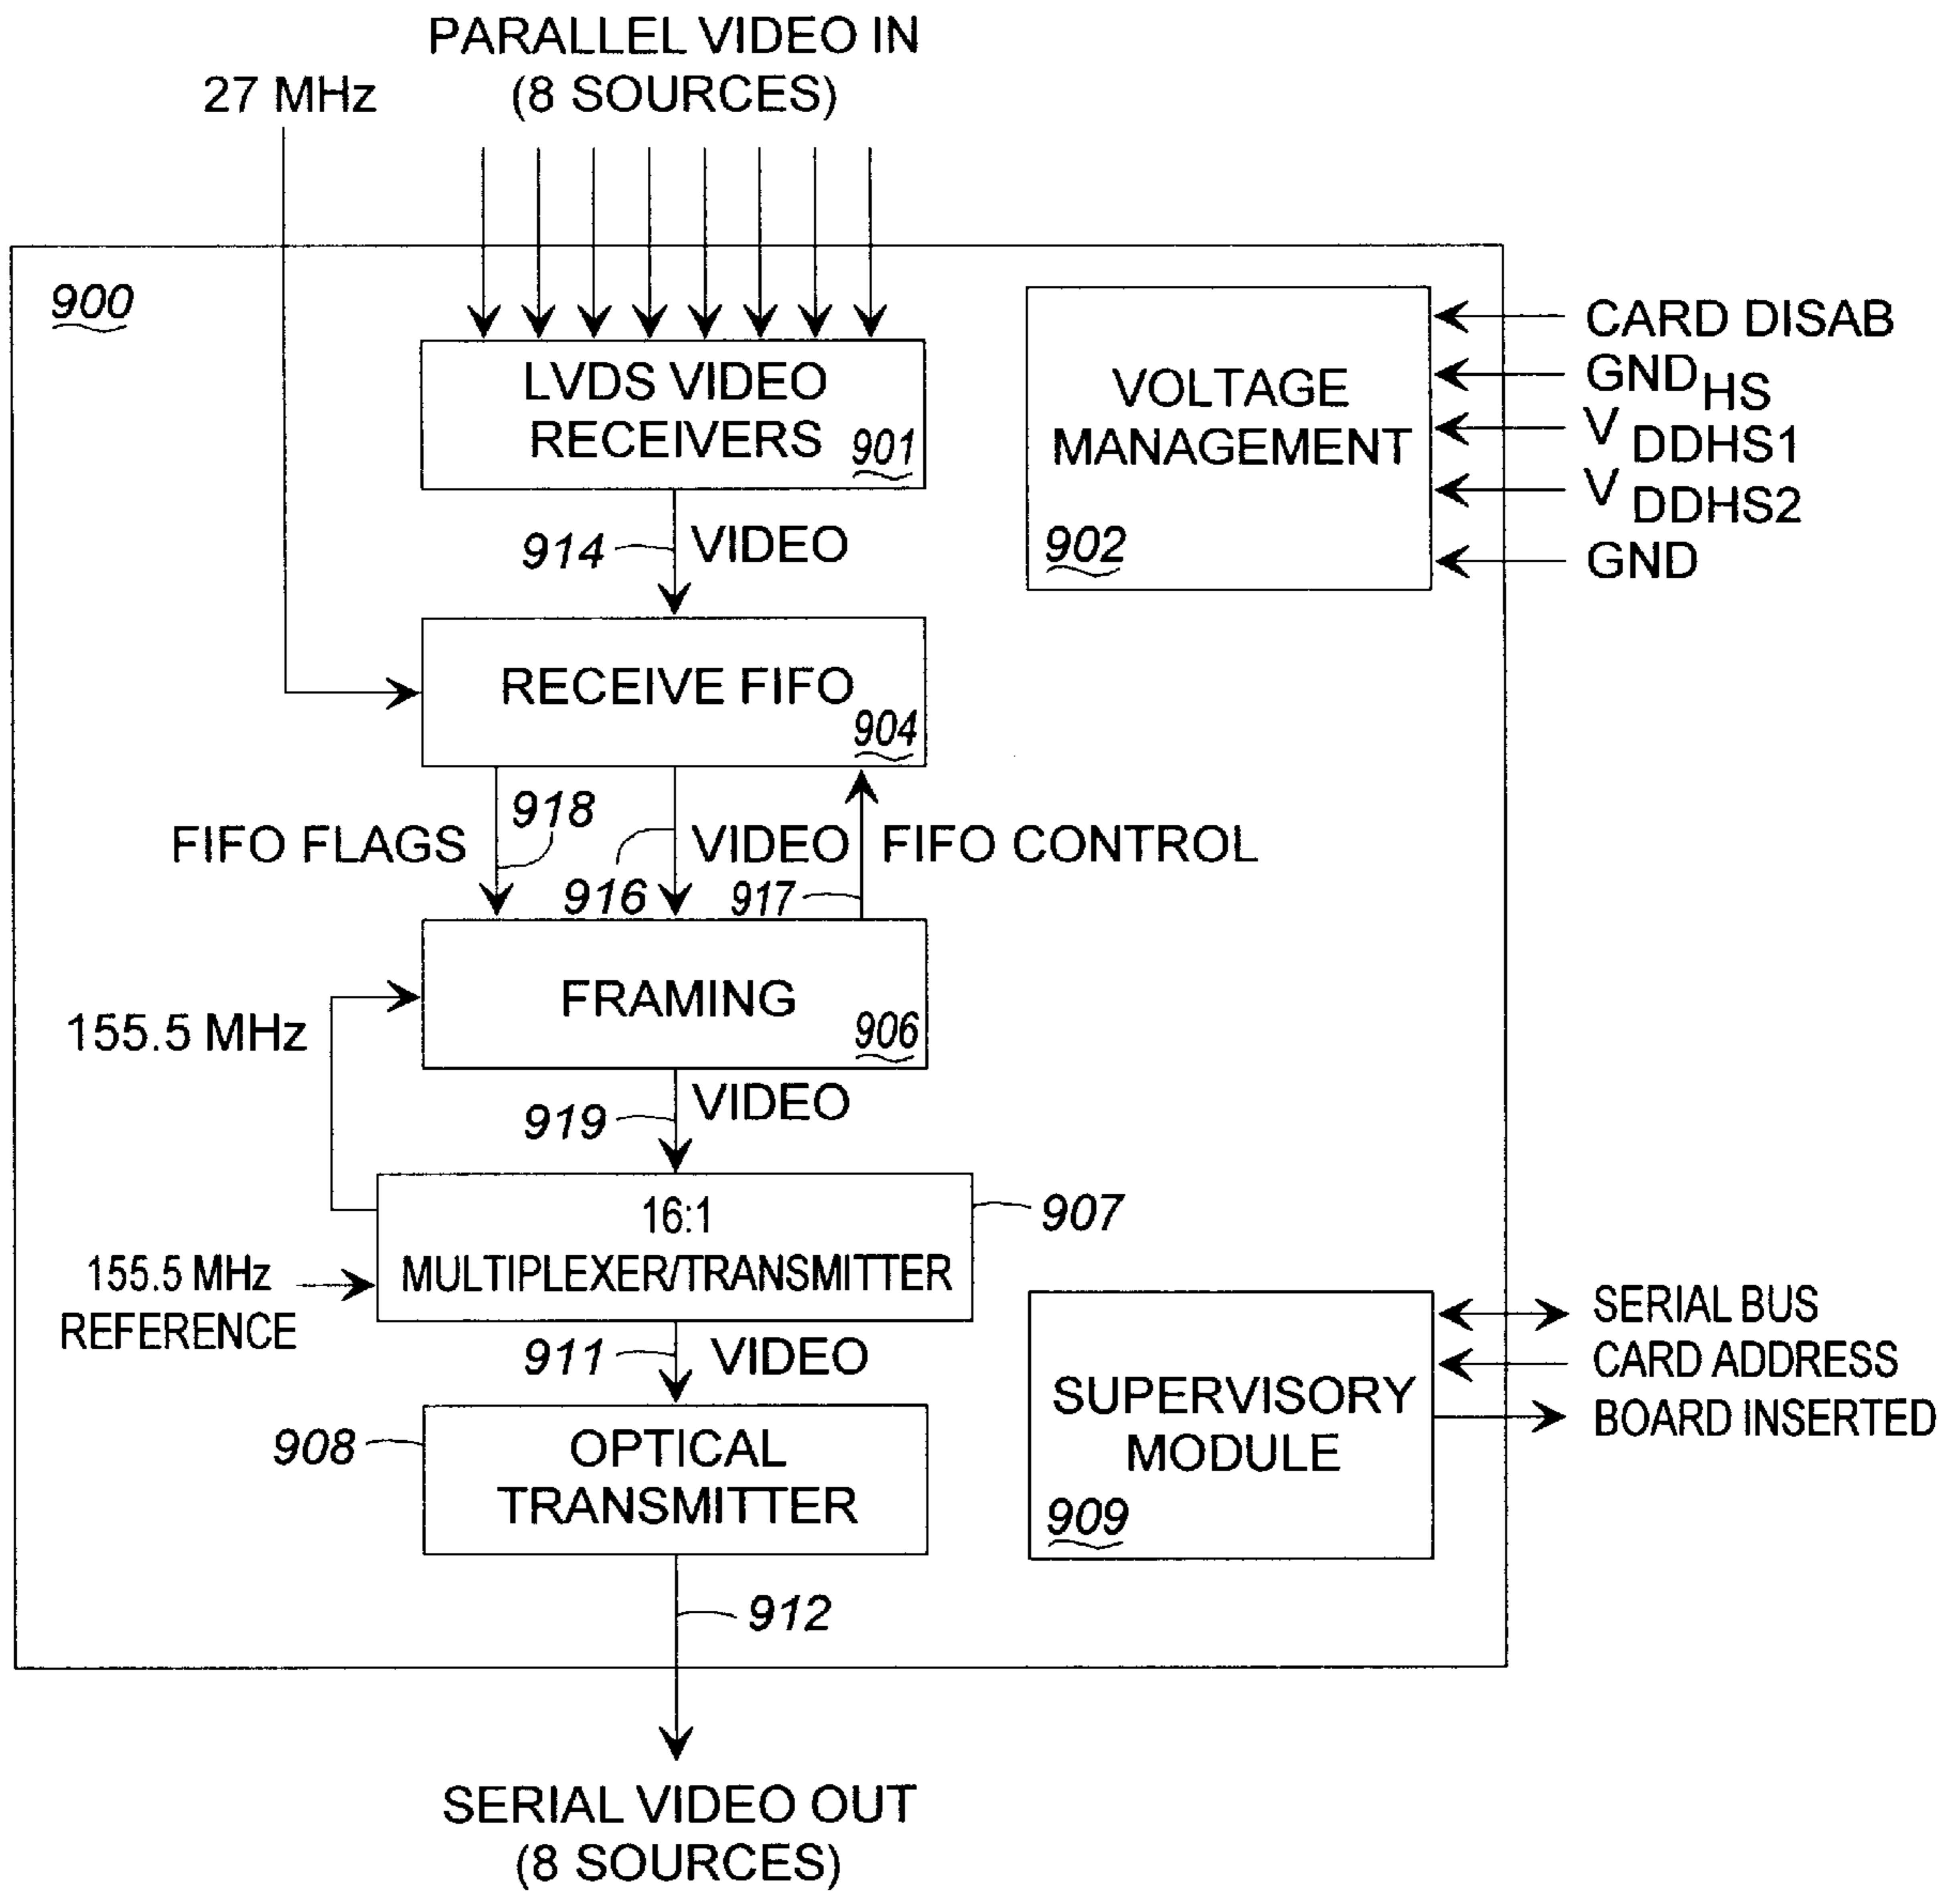 PARALLEL VIDEO IN
(8 SOURCES)
27 MHz
900
LVDS VIDEO
RECEIVERS
901
VOLTAGE
MANAGEMENT
902
CARD DISAB
GNDHS
V DDHS1
V DDHS2
GND
914
VIDEO
RECEIVE FIFO
904
FIFO FLAGS
918
916
VIDEO
917
FIFO CONTROL
FRAMING
906
155.5 MHz
919
VIDEO
16:1
MULTIPLEXER/TRANSMITTER
907
155.5 MHz
REFERENCE
911
VIDEO
OPTICAL
TRANSMITTER
908
SUPERVISORY
MODULE
909
SERIAL BUS
CARD ADDRESS
BOARD INSERTED
912
SERIAL VIDEO OUT
(8 SOURCES)